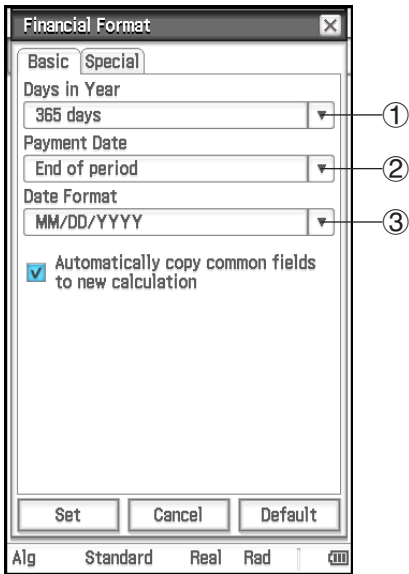 Financial Format
Basic Special
Days in Year
365 days
①
Payment Date
End of period
②
Date Format
MM/DD/YYYY
③
Automatically copy common fields
to new calculation
Set Cancel Default
Alg Standard Real Rad